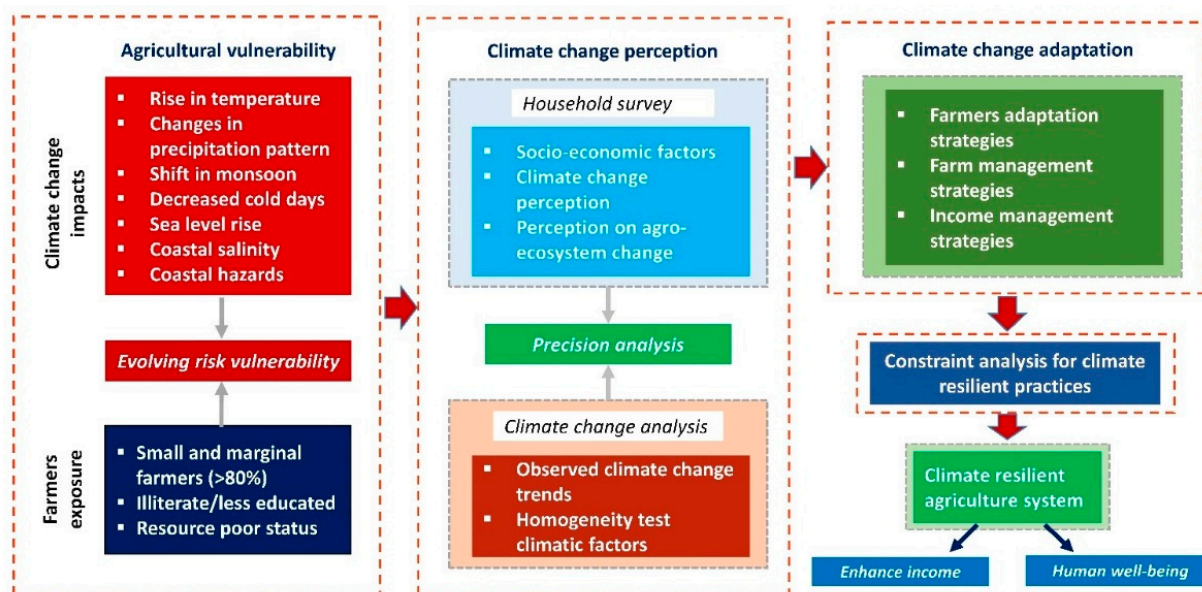 Agricultural vulnerability
Climate change impacts
▪ Rise in temperature
▪ Changes in
precipitation pattern
▪ Shift in monsoon
▪ Decreased cold days
▪ Sea level rise
▪ Coastal salinity
▪ Coastal hazards
Evolving risk vulnerability
Farmers exposure
▪ Small and marginal
farmers (>80%)
▪ Illiterate/less educated
▪ Resource poor status
Climate change perception
Household survey
▪ Socio-economic factors
▪ Climate change
perception
▪ Perception on agro-
ecosystem change
Precision analysis
Climate change analysis
▪ Observed climate change
trends
▪ Homogeneity test
climatic factors
Climate change adaptation
▪ Farmers adaptation
strategies
▪ Farm management
strategies
▪ Income management
strategies
Constraint analysis for climate
resilient practices
Climate resilient
agriculture system
Enhance income
Human well-being